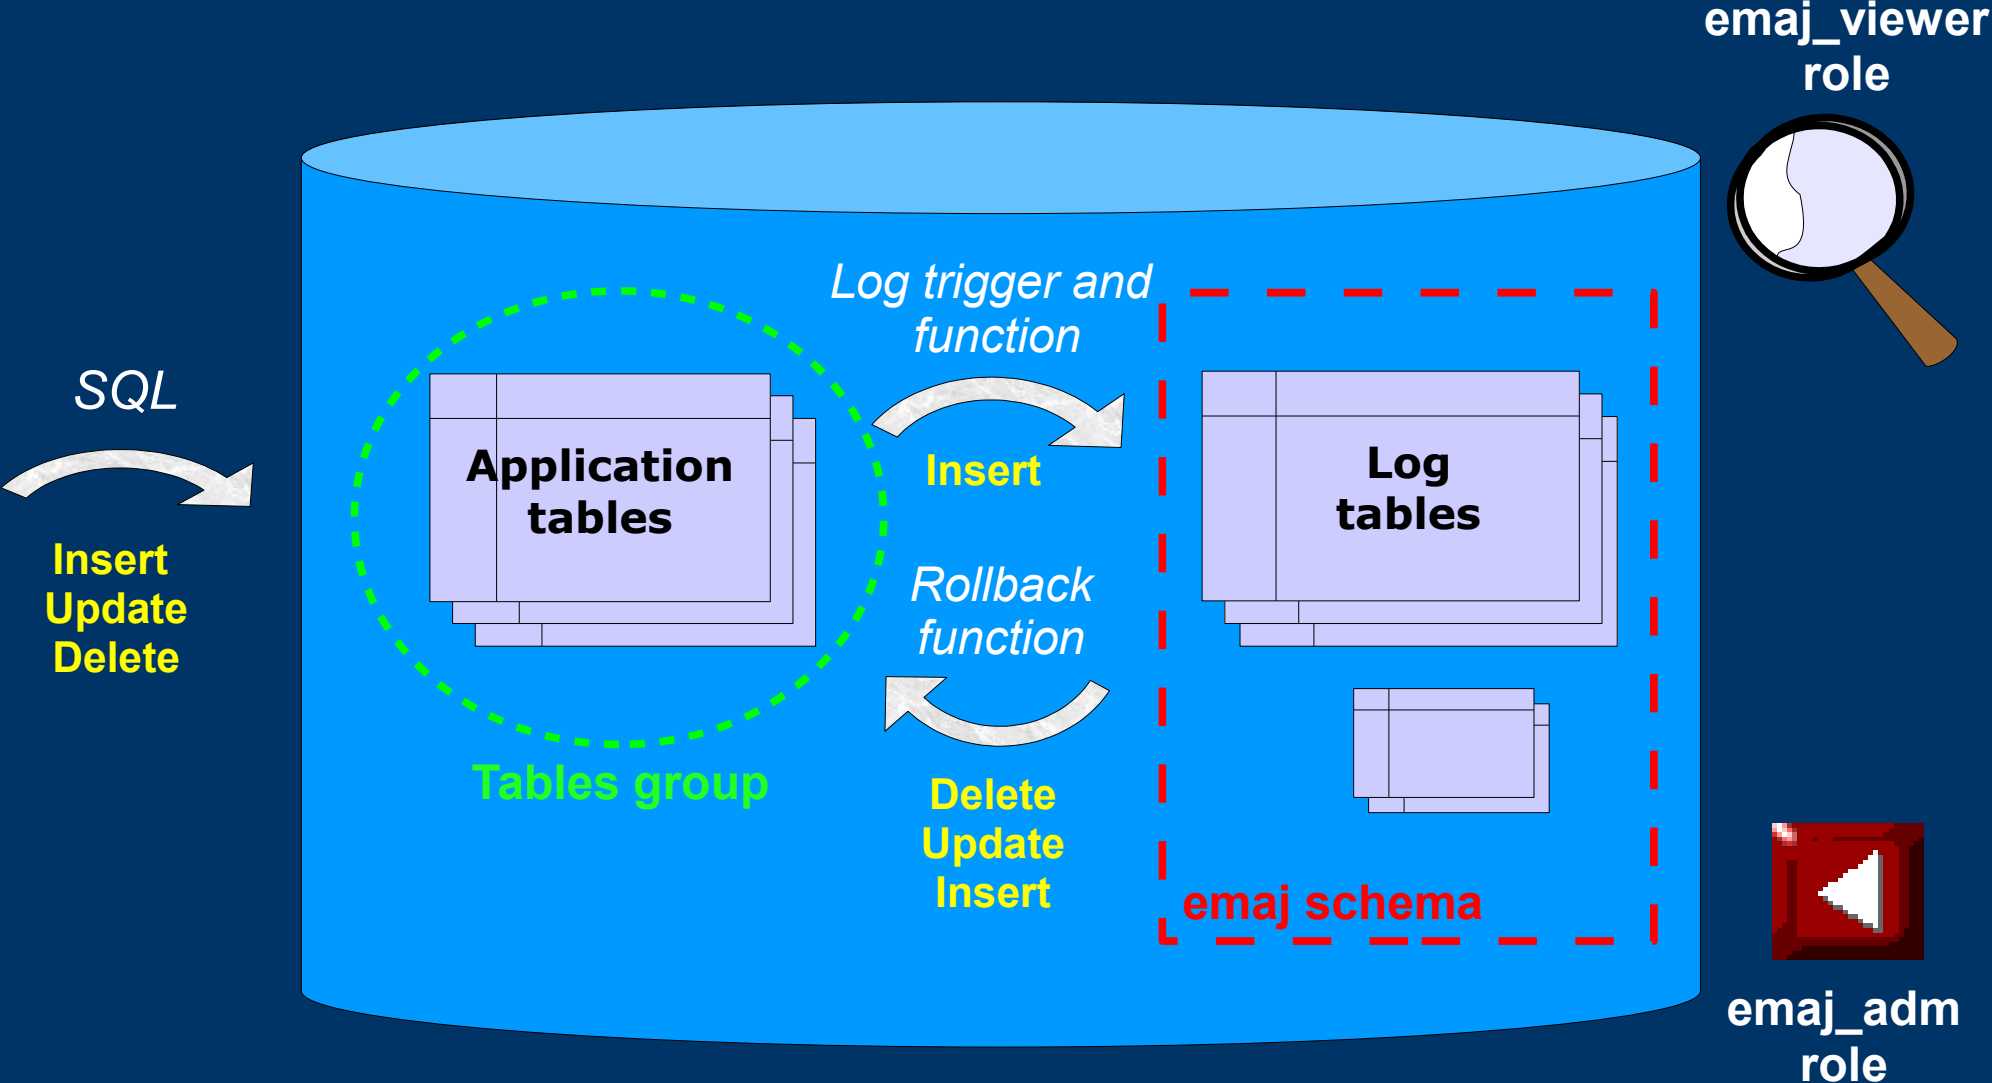 emaj_viewer
role
SQL
Insert
Update
Delete
Application
tables
Tables group
Log trigger and
function
Insert
Rollback
function
Delete
Update
Insert
Log
tables
emaj schema
emaj_adm
role